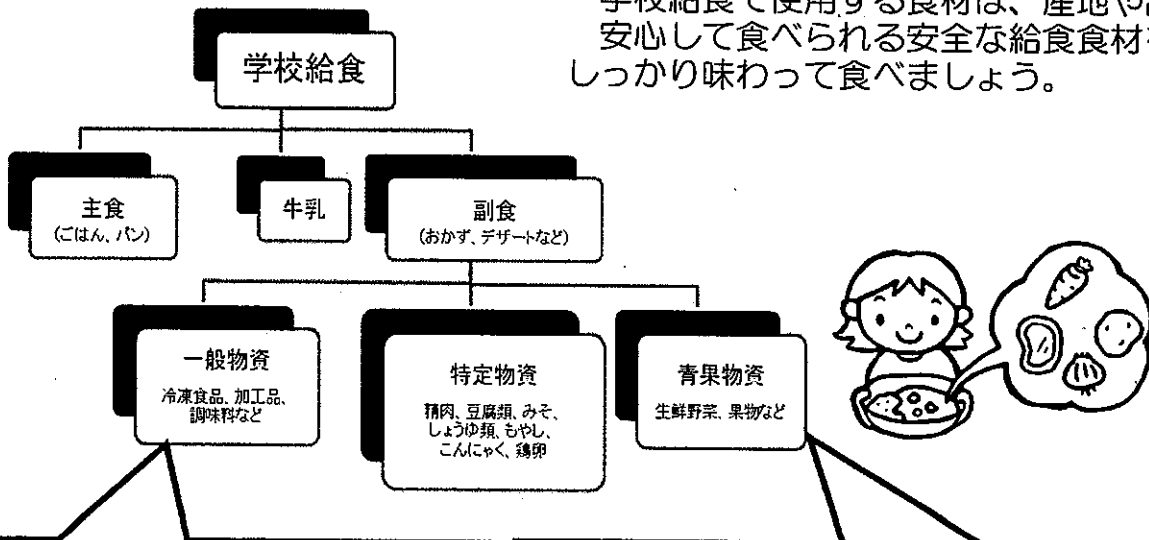 学校給食で使用する食材は、産地や
安心して食べられる安全な給食食材を
しっかり味わって食べましょう。
学校給食
主食
(ごはん、パン)
牛乳
副食
(おかず、デザートなど)
一般物資
冷凍食品、加工品、
調味料など
特定物資
精肉、豆腐類、みそ、
しょうゆ類、もやし、
こんにゃく、鶏卵
青果物資
生鮮野菜、果物など